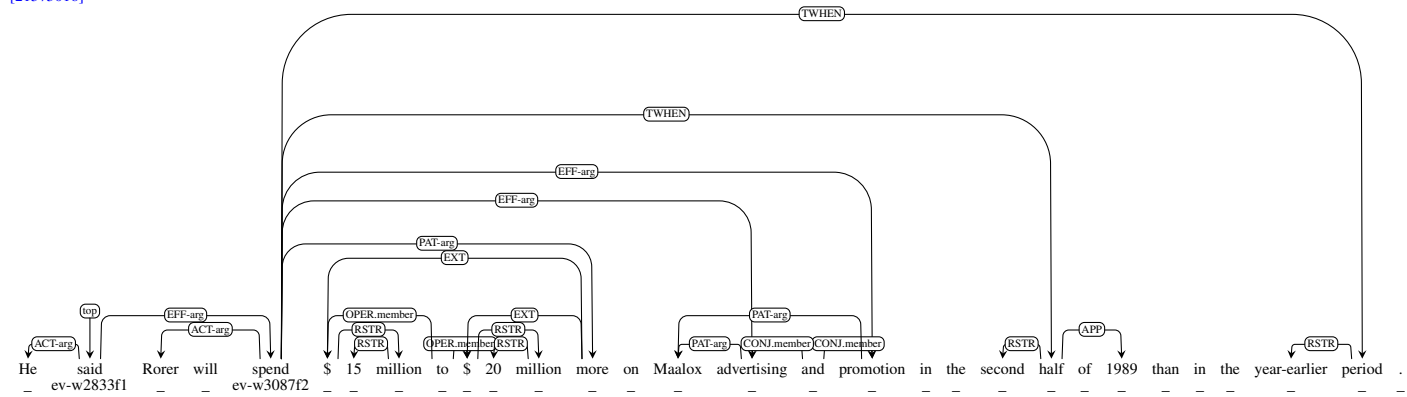 TWHEN
TWHEN
EFF-arg
EFF-arg
PAT-arg
EXT
top EFF-arg OPER.member EXT PAT-arg
ACT-arg RSTR RSTR APP
ACT-arg RSTR OPER.member RSTR PAT-arg CONJ.member CONJ.member RSTR RSTR
He said Rorer will spend $ 15 million to $ 20 million more on Maalox advertising and promotion in the second half of 1989 than in the year-earlier period .
_ ev-w2833f1 _ _ ev-w3087f2 _ _ _ _ _ _ _ _ _ _ _ _ _ _ _ _ _ _ _ _ _ _ _ _ _